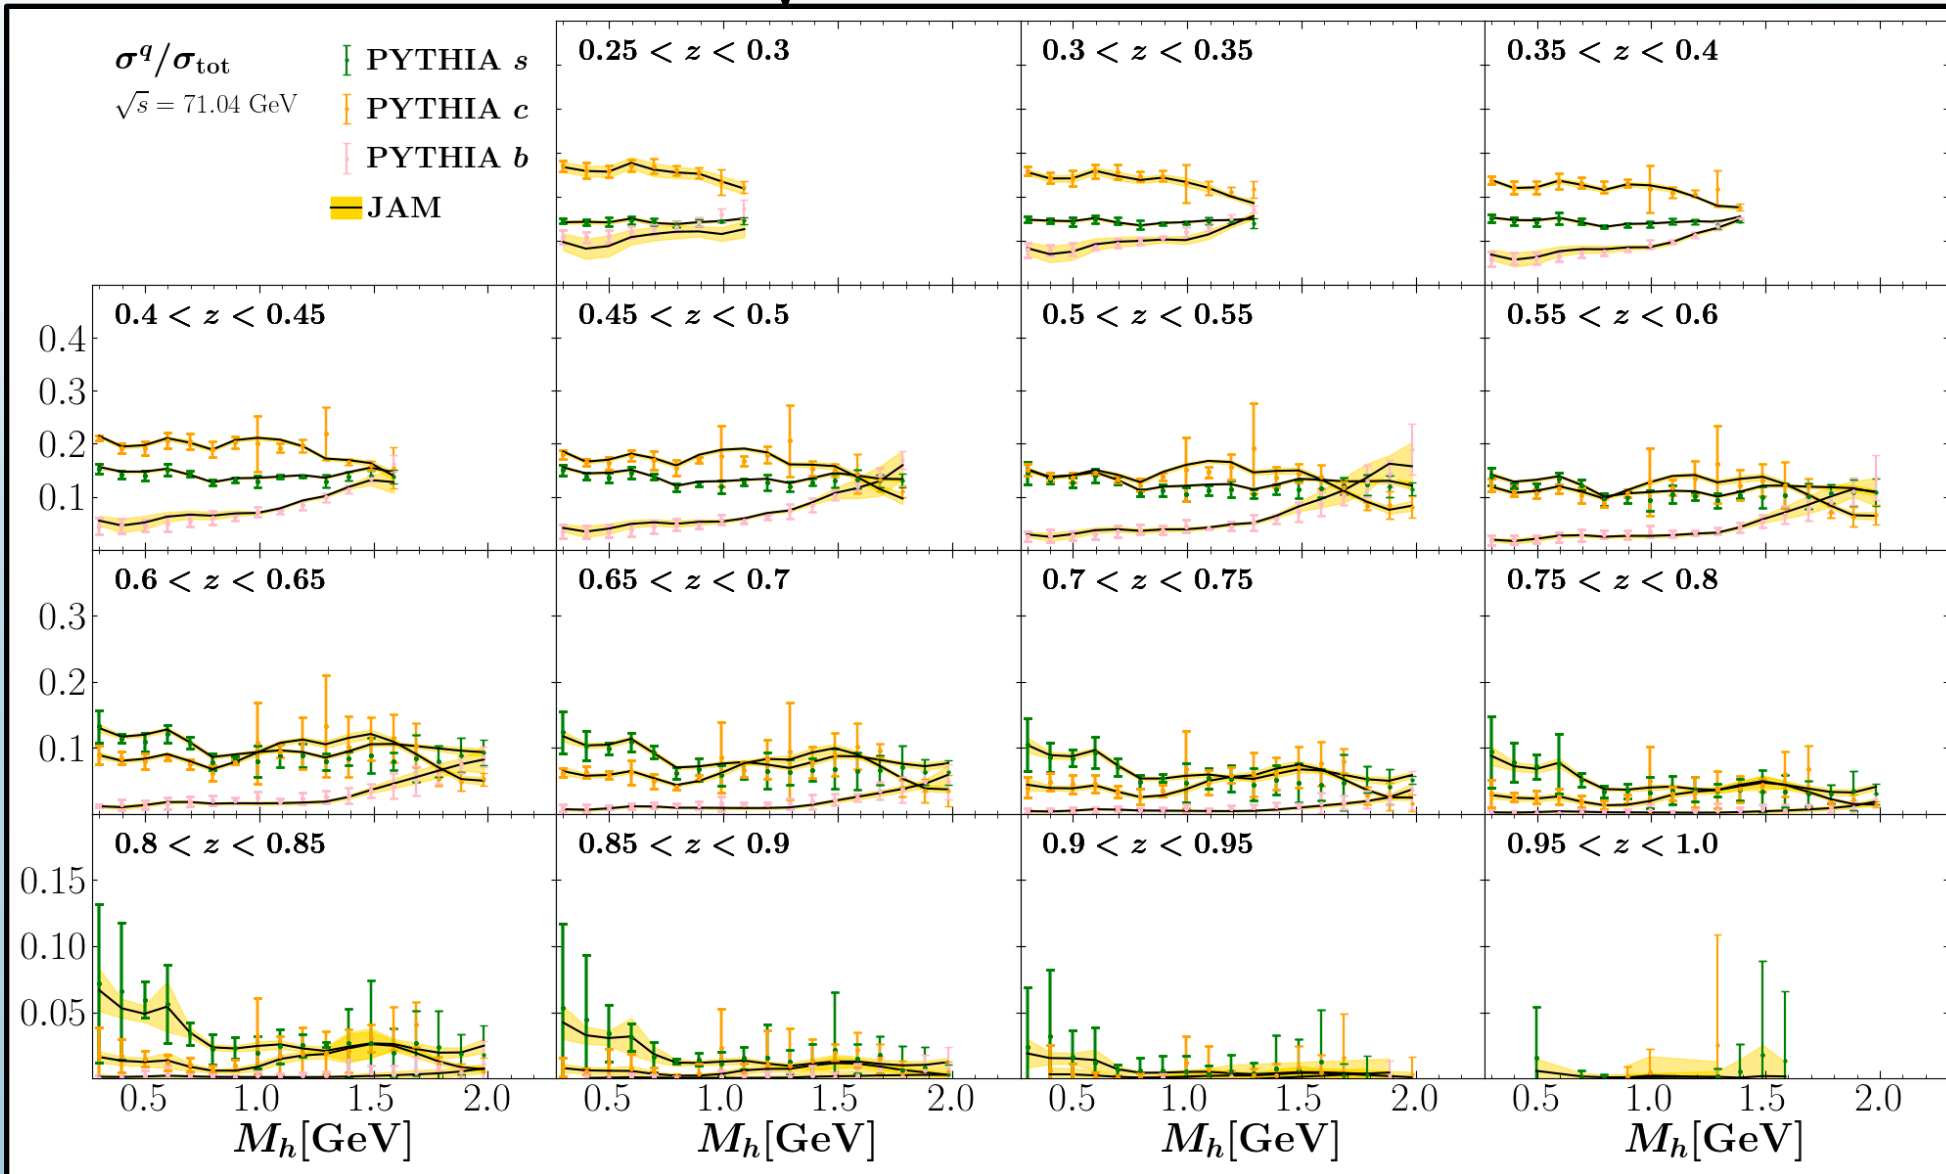 σ^q/σ_tot
√s = 71.04 GeV
PYTHIA s
PYTHIA c
PYTHIA b
JAM
0.25 < z < 0.3
0.3 < z < 0.35
0.35 < z < 0.4
0.4 < z < 0.45
0.45 < z < 0.5
0.5 < z < 0.55
0.55 < z < 0.6
0.4
0.3
0.2
0.1
0.6 < z < 0.65
0.65 < z < 0.7
0.7 < z < 0.75
0.75 < z < 0.8
0.3
0.2
0.1
0.8 < z < 0.85
0.85 < z < 0.9
0.9 < z < 0.95
0.95 < z < 1.0
0.15
0.10
0.05
0.5 1.0 1.5 2.0 0.5 1.0 1.5 2.0 0.5 1.0 1.5 2.0 0.5 1.0 1.5 2.0
M_h[GeV] M_h[GeV] M_h[GeV] M_h[GeV]